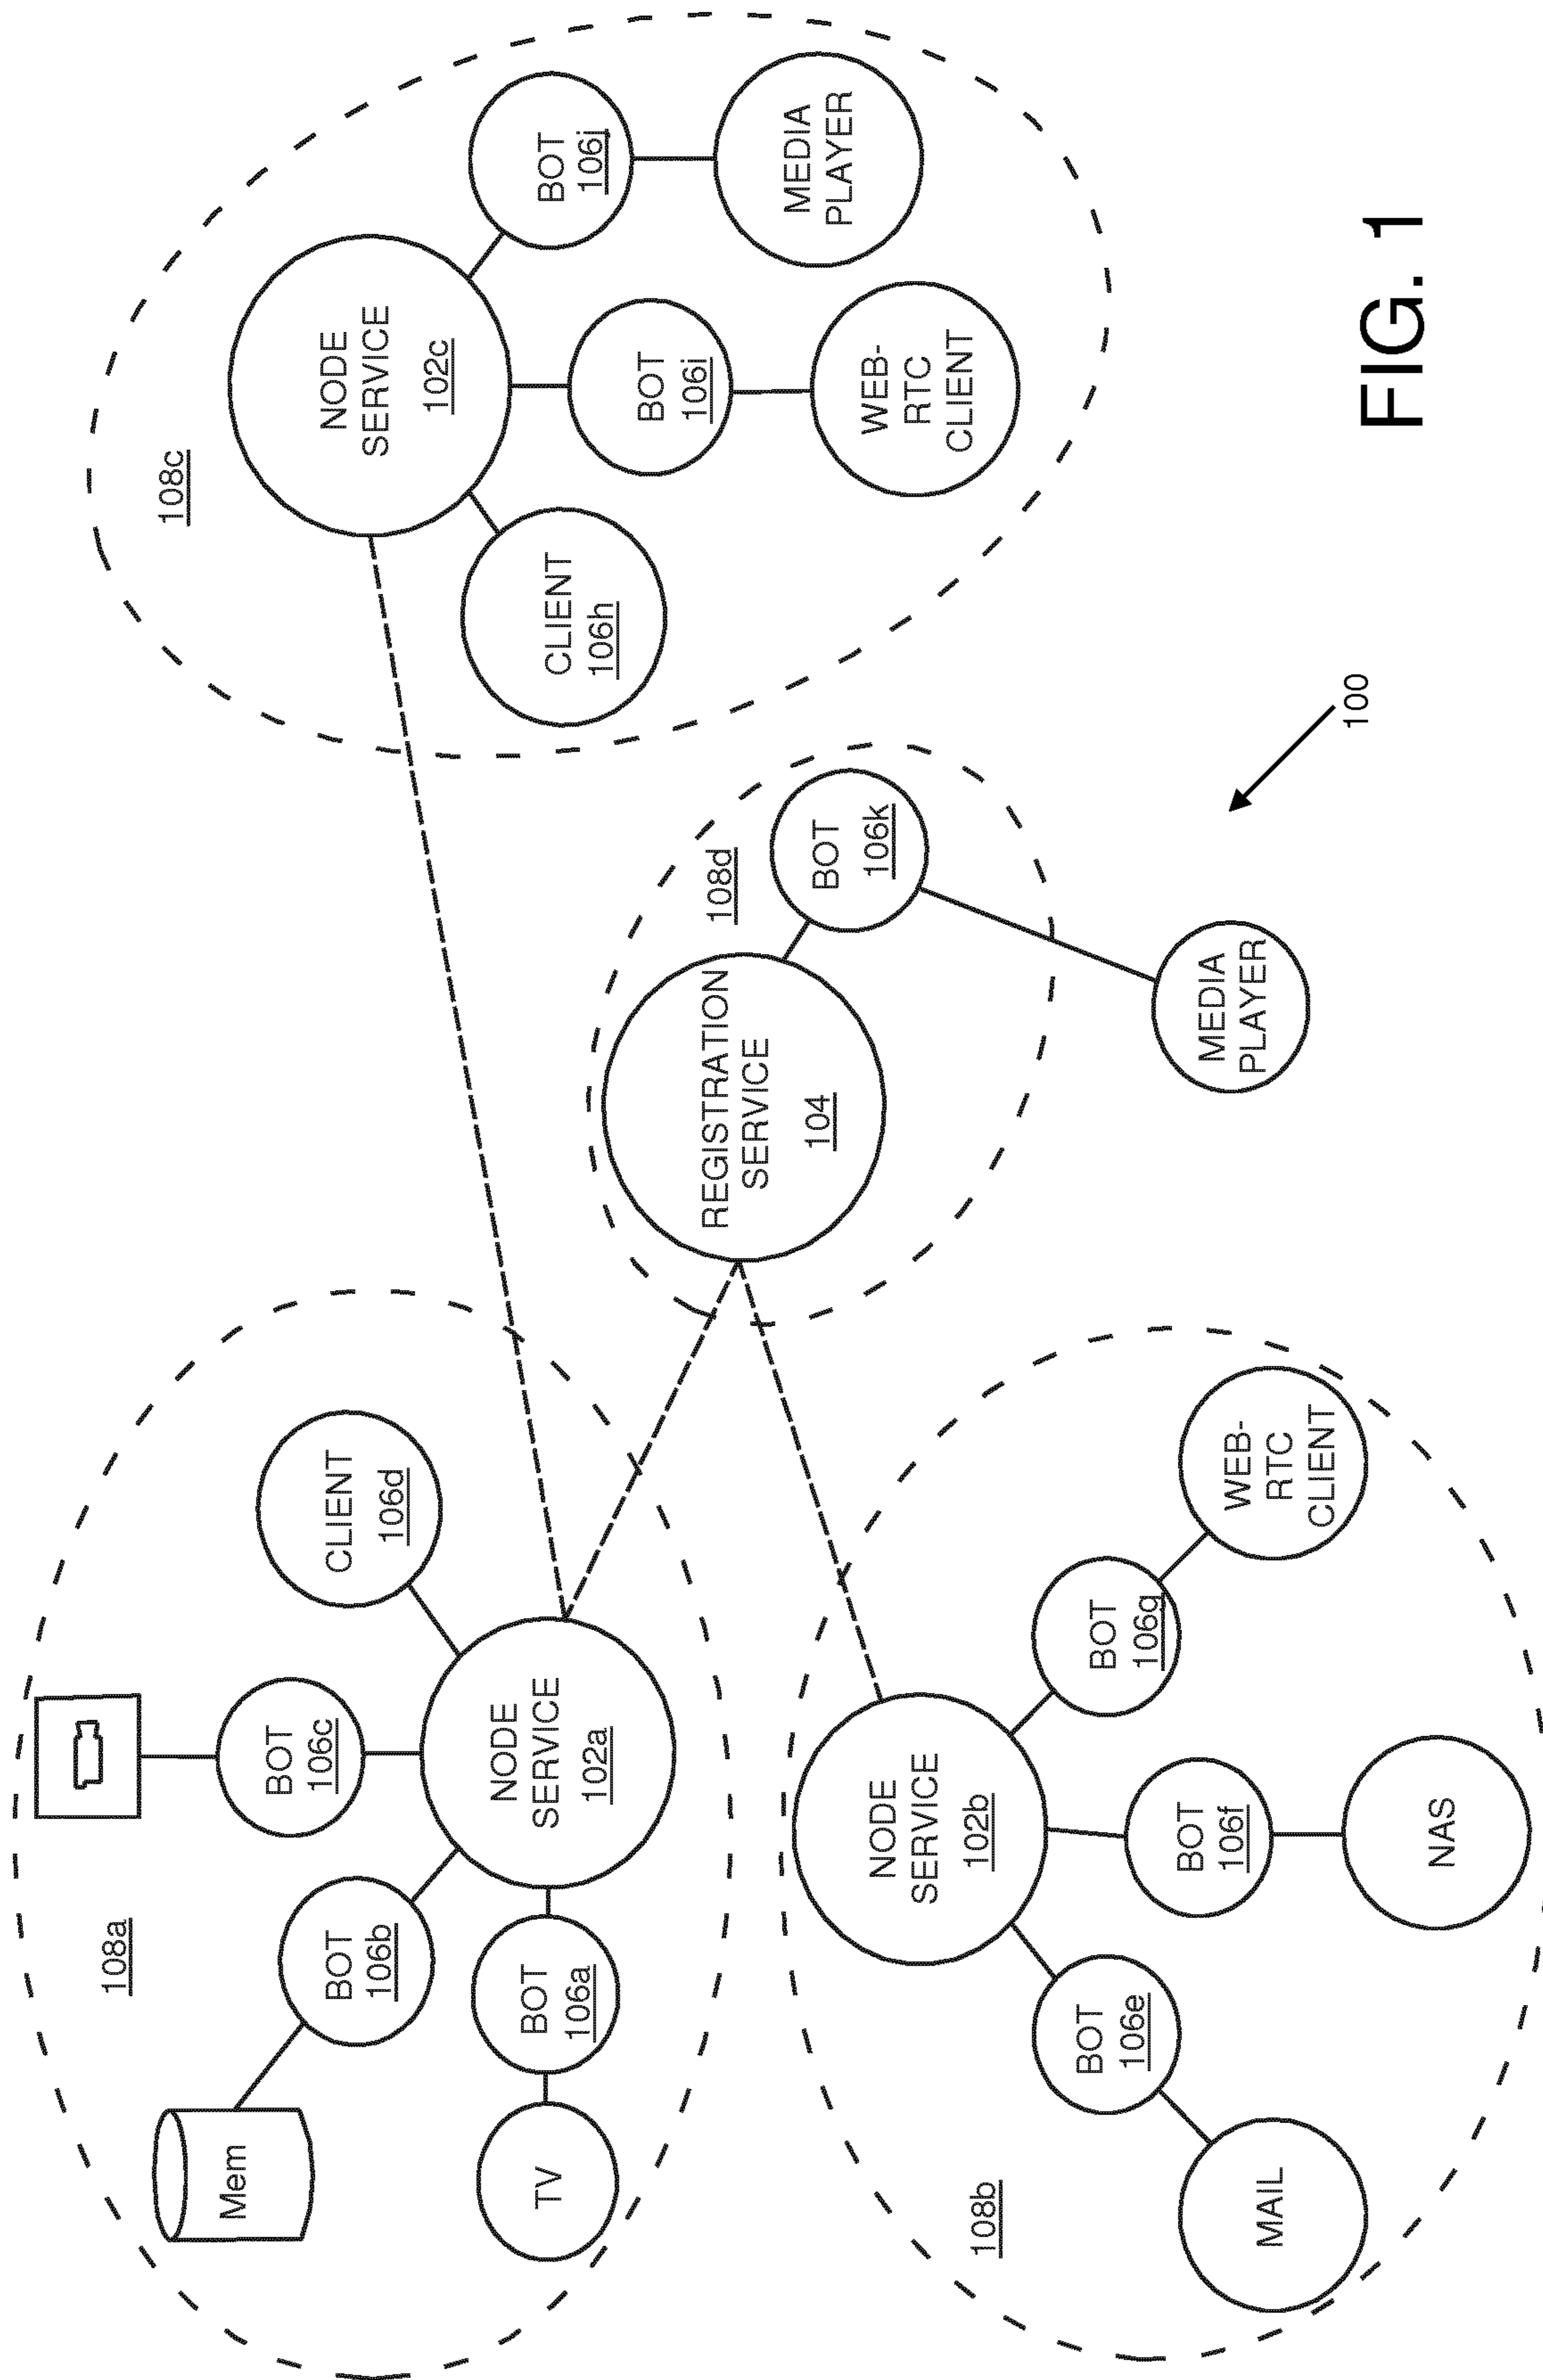 108a
Mem
BOT
106b
BOT
106c
CLIENT
106d
TV
BOT
106a
NODE
SERVICE
102a
108c
NODE
SERVICE
102c
CLIENT
106h
BOT
106i
BOT
106j
WEB-
RTC
CLIENT
MEDIA
PLAYER
REGISTRATION
SERVICE
104
108d
BOT
106k
MEDIA
PLAYER
108b
NODE
SERVICE
102b
BOT
106e
BOT
106f
BOT
106g
MAIL
NAS
WEB-
RTC
CLIENT
100
FIG. 1